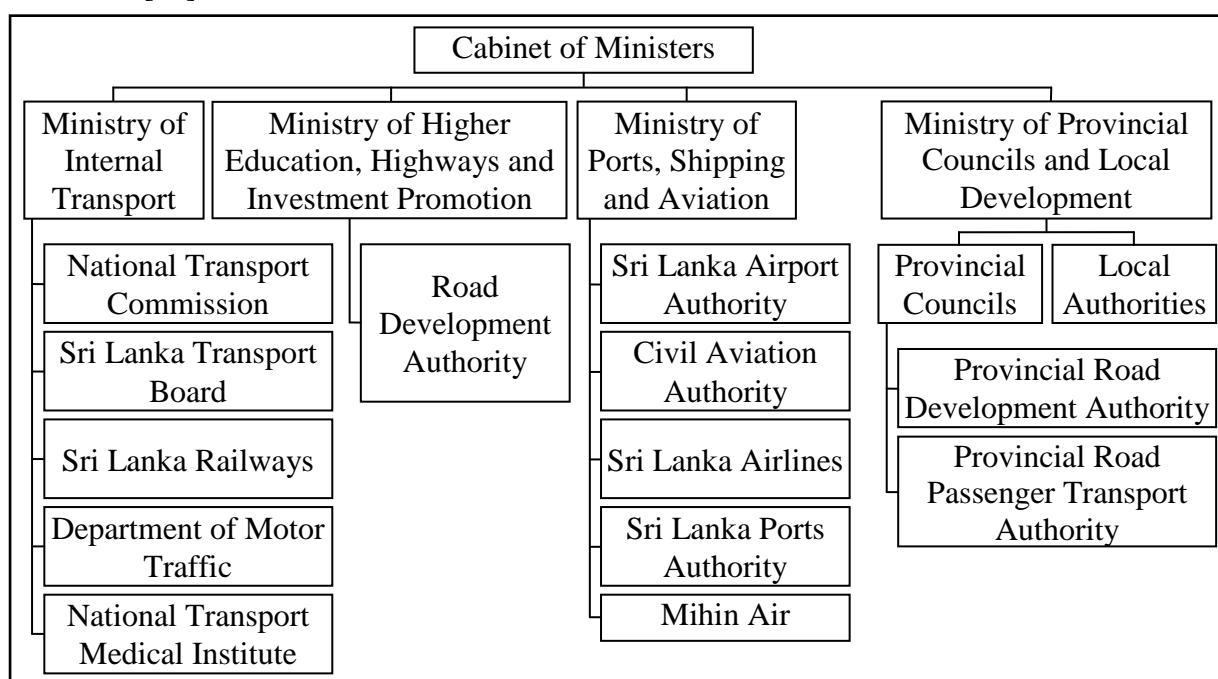 Cabinet of Ministers
Ministry of
Internal
Transport
Ministry of Higher
Education, Highways and
Investment Promotion
Ministry of
Ports, Shipping
and Aviation
Ministry of Provincial
Councils and Local
Development
National Transport
Commission
Sri Lanka Transport
Board
Sri Lanka Railways
Department of Motor
Traffic
National Transport
Medical Institute
Road
Development
Authority
Sri Lanka Airport
Authority
Civil Aviation
Authority
Sri Lanka Airlines
Sri Lanka Ports
Authority
Mihin Air
Provincial
Councils
Local
Authorities
Provincial Road
Development Authority
Provincial Road
Passenger Transport
Authority